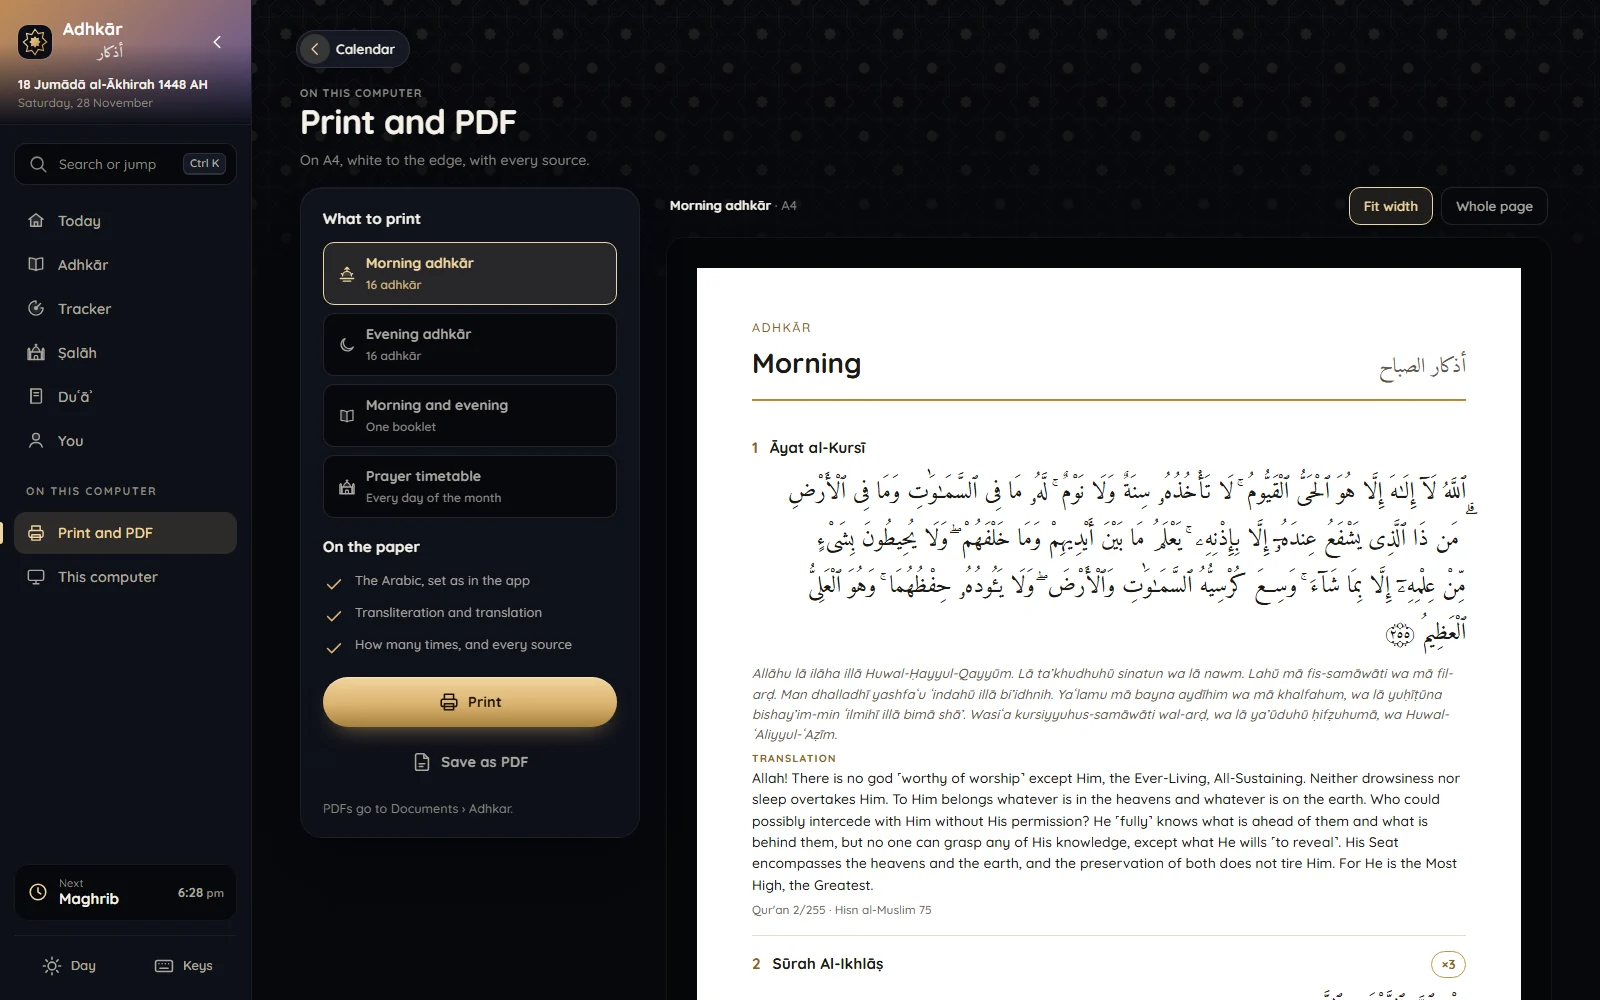 Adhkār
أذكار
18 Jumādā al-Ākhirah 1448 AH
Saturday, 28 November
Search or jump
Ctrl K
Today
Adhkār
Tracker
Ṣalāh
Duʿāʾ
You
ON THIS COMPUTER
Print and PDF
This computer
Next
Maghrib
6:28 pm
Day
Keys
Calendar
ON THIS COMPUTER
Print and PDF
On A4, white to the edge, with every source.
What to print
Morning adhkār
16 adhkār
Evening adhkār
16 adhkār
Morning and evening
One booklet
Prayer timetable
Every day of the month
On the paper
The Arabic, set as in the app
Transliteration and translation
How many times, and every source
Print
Save as PDF
PDFs go to Documents › Adhkar.
Morning adhkār · A4
Fit width
Whole page
ADHKĀR
Morning
أذكار الصباح
1 Āyat al-Kursī
ٱللَّهُ لَآ إِلَـٰهَ إِلَّا هُوَ ٱلْحَىُّ ٱلْقَيُّومُ ۚ لَا تَأْخُذُهُۥ سِنَةٌ وَلَا نَوْمٌ ۚ لَّهُۥ مَا فِى ٱلسَّمَـٰوَٰتِ وَمَا فِى ٱلْأَرْضِ ۗ
مَن ذَا ٱلَّذِى يَشْفَعُ عِندَهُۥٓ إِلَّا بِإِذْنِهِۦ ۚ يَعْلَمُ مَا بَيْنَ أَيْدِيهِمْ وَمَا خَلْفَهُمْ ۖ وَلَا يُحِيطُونَ بِشَىْءٍ
مِّنْ عِلْمِهِۦٓ إِلَّا بِمَا شَآءَ ۚ وَسِعَ كُرْسِيُّهُ ٱلسَّمَـٰوَٰتِ وَٱلْأَرْضَ ۖ وَلَا يَـُٔودُهُۥ حِفْظُهُمَا ۚ وَهُوَ ٱلْعَلِىُّ
ٱلْعَظِيمُ ٢٥٥
Allāhu lā ilāha illā Huwal-Ḥayyul-Qayyūm. Lā ta’khudhuhū sinatun wa lā nawm. Lahū mā fis-samāwāti wa mā fil-
arḍ. Man dhalladhī yashfaʿu ʿindahū illā bi’idhnih. Yaʿlamu mā bayna aydīhim wa mā khalfahum, wa lā yuḥīṭūna
bishay’im-min ʿilmihī illā bimā shā’. Wasiʿa kursiyyuhus-samāwāti wal-arḍ, wa lā ya’ūduhū ḥifẓuhumā, wa Huwal-
ʿAliyyul-ʿAẓīm.
TRANSLATION
Allah! There is no god ˹worthy of worship˺ except Him, the Ever-Living, All-Sustaining. Neither drowsiness nor
sleep overtakes Him. To Him belongs whatever is in the heavens and whatever is on the earth. Who could
possibly intercede with Him without His permission? He ˹fully˺ knows what is ahead of them and what is
behind them, but no one can grasp any of His knowledge, except what He wills ˹to reveal˺. His Seat
encompasses the heavens and the earth, and the preservation of both does not tire Him. For He is the Most
High, the Greatest.
Qur'an 2/255 · Hisn al-Muslim 75
2 Sūrah Al-Ikhlāṣ
×3